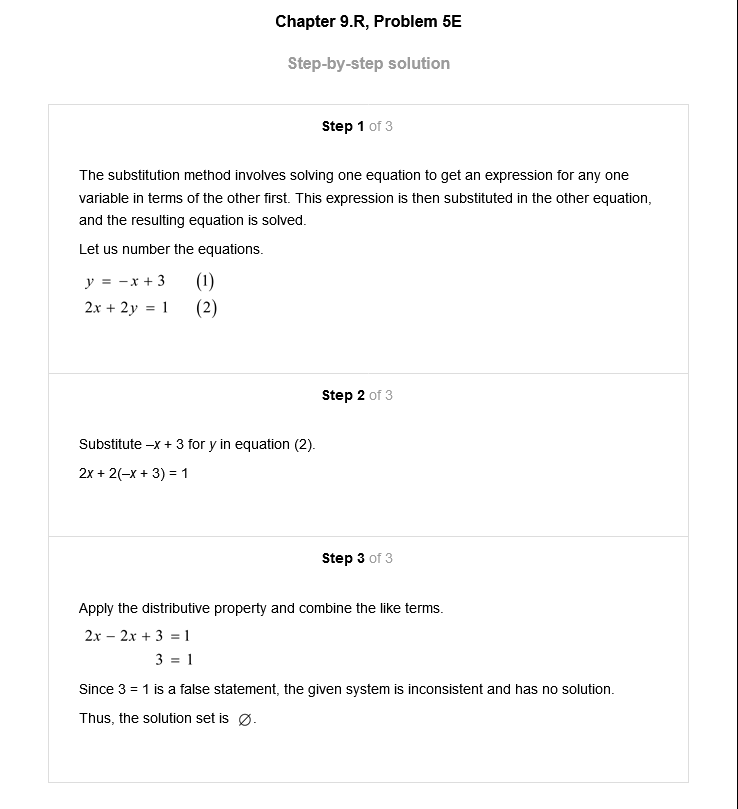 Chapter 9.R, Problem 5E
Step-by-step solution
Step 1 of 3
The substitution method involves solving one equation to get an expression for any one
variable in terms of the other first. This expression is then substituted in the other equation,
and the resulting equation is solved.
Let us number the equations.
y = −x + 3 (1)
2x + 2y = 1 (2)
Step 2 of 3
Substitute –x + 3 for y in equation (2).
2x + 2(–x + 3) = 1
Step 3 of 3
Apply the distributive property and combine the like terms.
2x − 2x + 3 = 1
3 = 1
Since 3 = 1 is a false statement, the given system is inconsistent and has no solution.
Thus, the solution set is ∅.